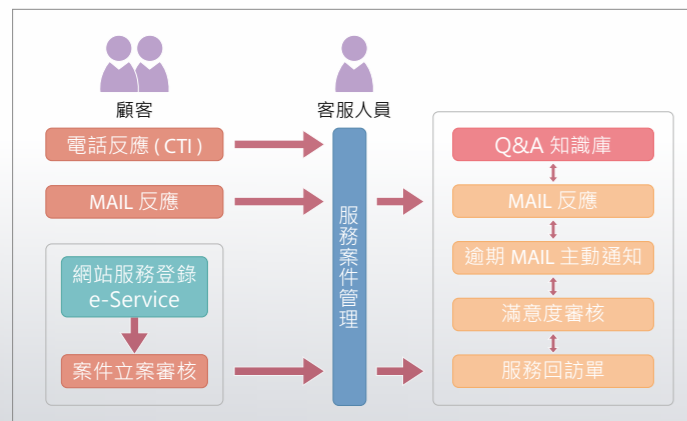 顧客
客服人員
電話反應 ( CTI )
MAIL 反應
網站服務登錄
e-Service
案件立案審核
服務案件管理
Q&A 知識庫
MAIL 反應
逾期 MAIL 主動通知
滿意度審核
服務回訪單